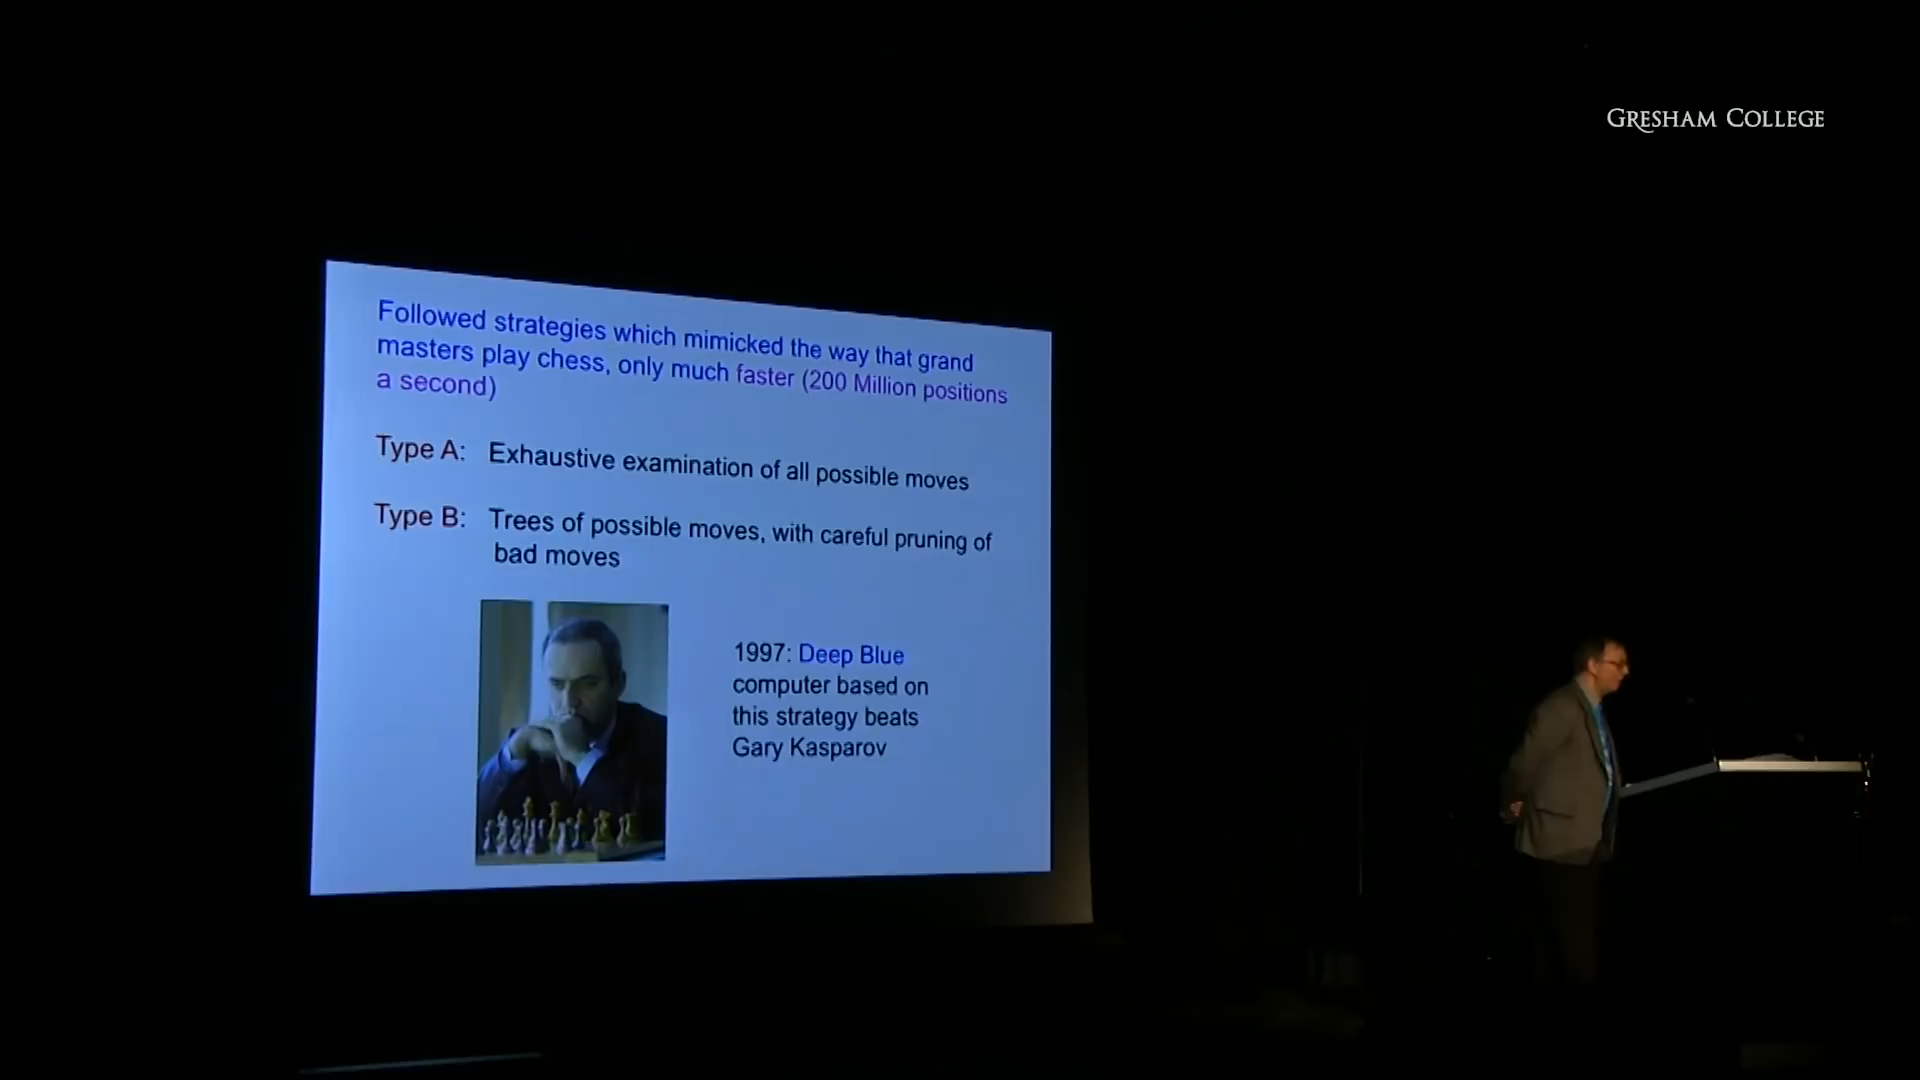 GRESHAM COLLEGE
Followed strategies which mimicked the way that grand
masters play chess, only much faster (200 Million positions
a second)
Type A: Exhaustive examination of all possible moves
Type B: Trees of possible moves, with careful pruning of
bad moves
1997: Deep Blue
computer based on
this strategy beats
Gary Kasparov